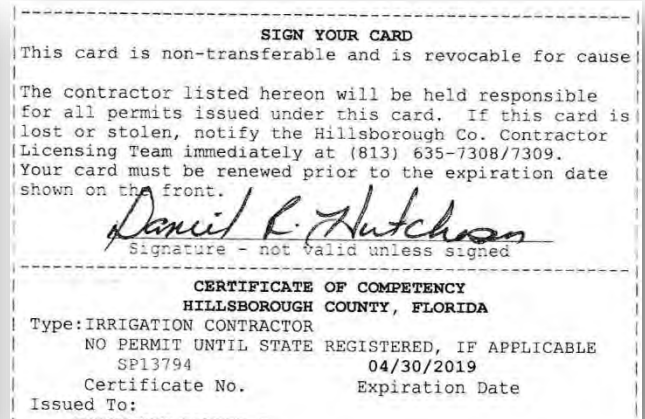 SIGN YOUR CARD
This card is non-transferable and is revocable for cause
The contractor listed hereon will be held responsible
for all permits issued under this card. If this card is
lost or stolen, notify the Hillsborough Co. Contractor
Licensing Team immediately at (813) 635-7308/7309.
Your card must be renewed prior to the expiration date
shown on the front.
Daniel R. Hutcheson
Signature - not valid unless signed
CERTIFICATE OF COMPETENCY
HILLSBOROUGH COUNTY, FLORIDA
Type:IRRIGATION CONTRACTOR
NO PERMIT UNTIL STATE REGISTERED, IF APPLICABLE
SP13794 04/30/2019
Certificate No. Expiration Date
Issued To: